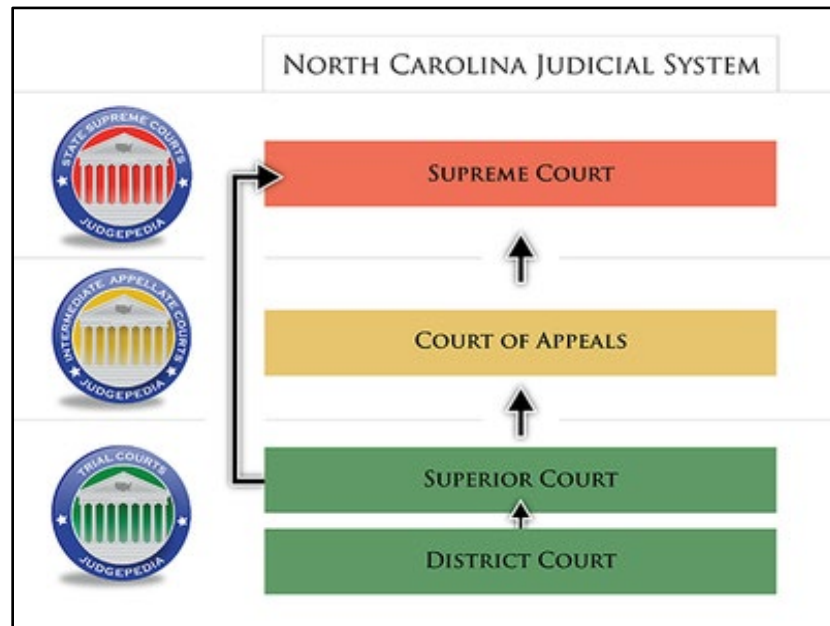 NORTH CAROLINA JUDICIAL SYSTEM
STATE SUPREME COURTS
JUDGEPEDIA
SUPREME COURT
INTERMEDIATE APPELLATE COURTS
JUDGEPEDIA
COURT OF APPEALS
TRIAL COURTS
JUDGEPEDIA
SUPERIOR COURT
DISTRICT COURT